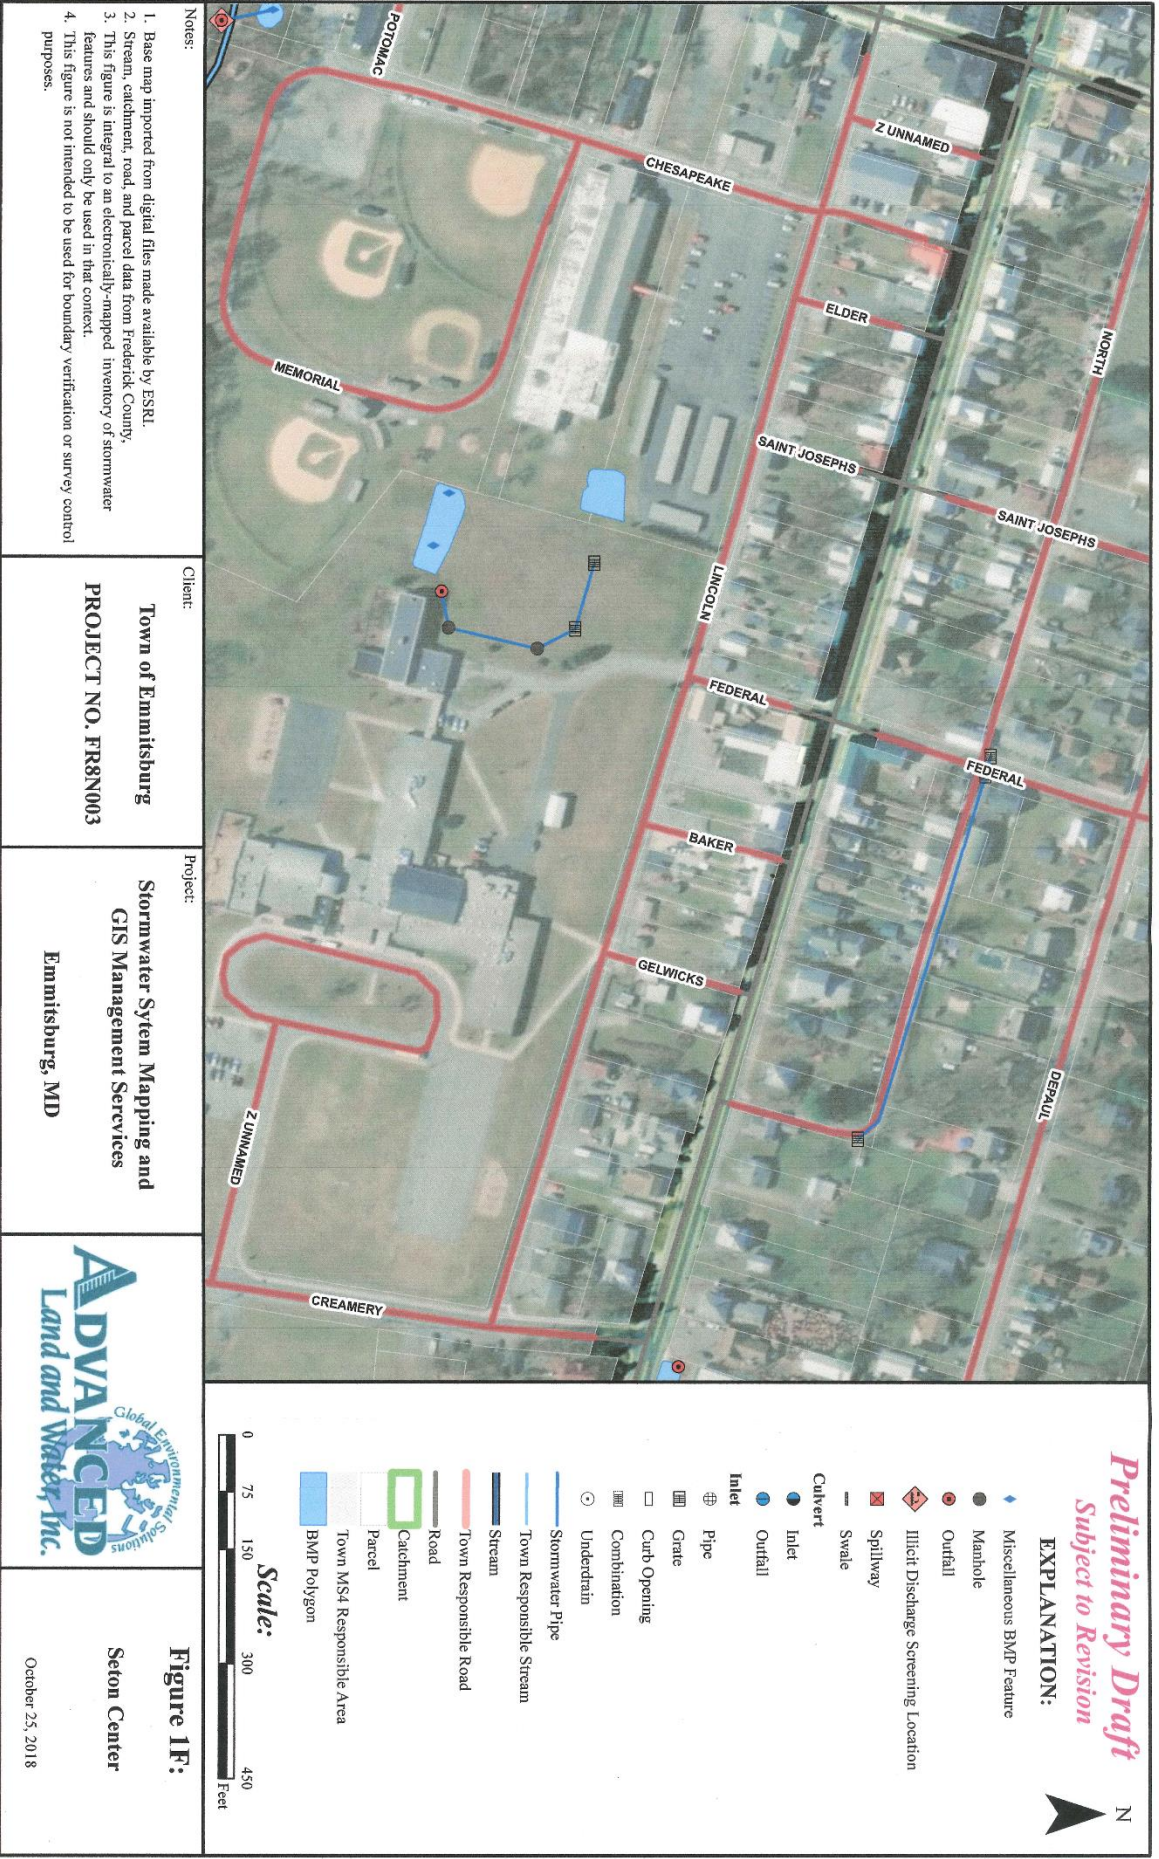 POTOMAC
CHESAPEAKE
Z UNNAMED
ELDER
NORTH
MEMORIAL
SAINT JOSEPHS
SAINT JOSEPHS
LINCOLN
FEDERAL
FEDERAL
BAKER
GELWICKS
DEPAUL
Z UNNAMED
CREAMERY
Preliminary Draft
Subject to Revision
N
EXPLANATION:
Miscellaneous BMP Feature
Manhole
Outfall
Illicit Discharge Screening Location
Spillway
Swale
Culvert
Inlet
Outfall
Inlet
Pipe
Grate
Curb Opening
Combination
Underdrain
Stormwater Pipe
Town Responsible Stream
Stream
Town Responsible Road
Road
Catchment
Parcel
Town MS4 Responsible Area
BMP Polygon
Scale:
0 75 150 300 450
Feet
Notes:
1. Base map imported from digital files made available by ESRI.
2. Stream, catchment, road, and parcel data from Frederick County,
3. This figure is integral to an electronically-mapped inventory of stormwater
features and should only be used in that context.
4. This figure is not intended to be used for boundary verification or survey control
purposes.
Client:
Town of Emmitsburg
PROJECT NO. FR8N003
Project:
Stormwater Sytem Mapping and
GIS Management Sercvices
Emmitsburg, MD
Global Environmental Solutions
ADVANCED
Land and Water, Inc.
Figure 1F:
Seton Center
October 25, 2018